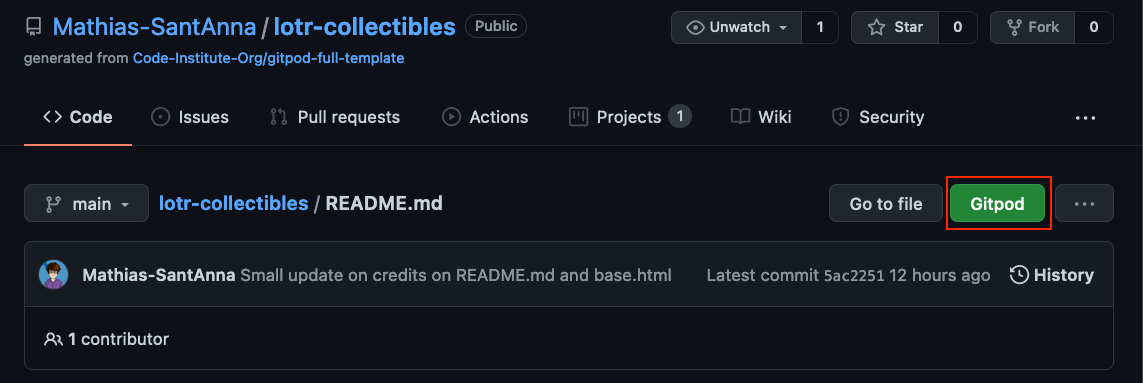 Mathias-SantAnna / lotr-collectibles Public Unwatch 1 Star 0 Fork 0
generated from Code-Institute-Org/gitpod-full-template
Code Issues Pull requests Actions Projects 1 Wiki Security ...
main lotr-collectibles / README.md Go to file Gitpod ...
Mathias-SantAnna Small update on credits on README.md and base.html Latest commit 5ac2251 12 hours ago History
1 contributor